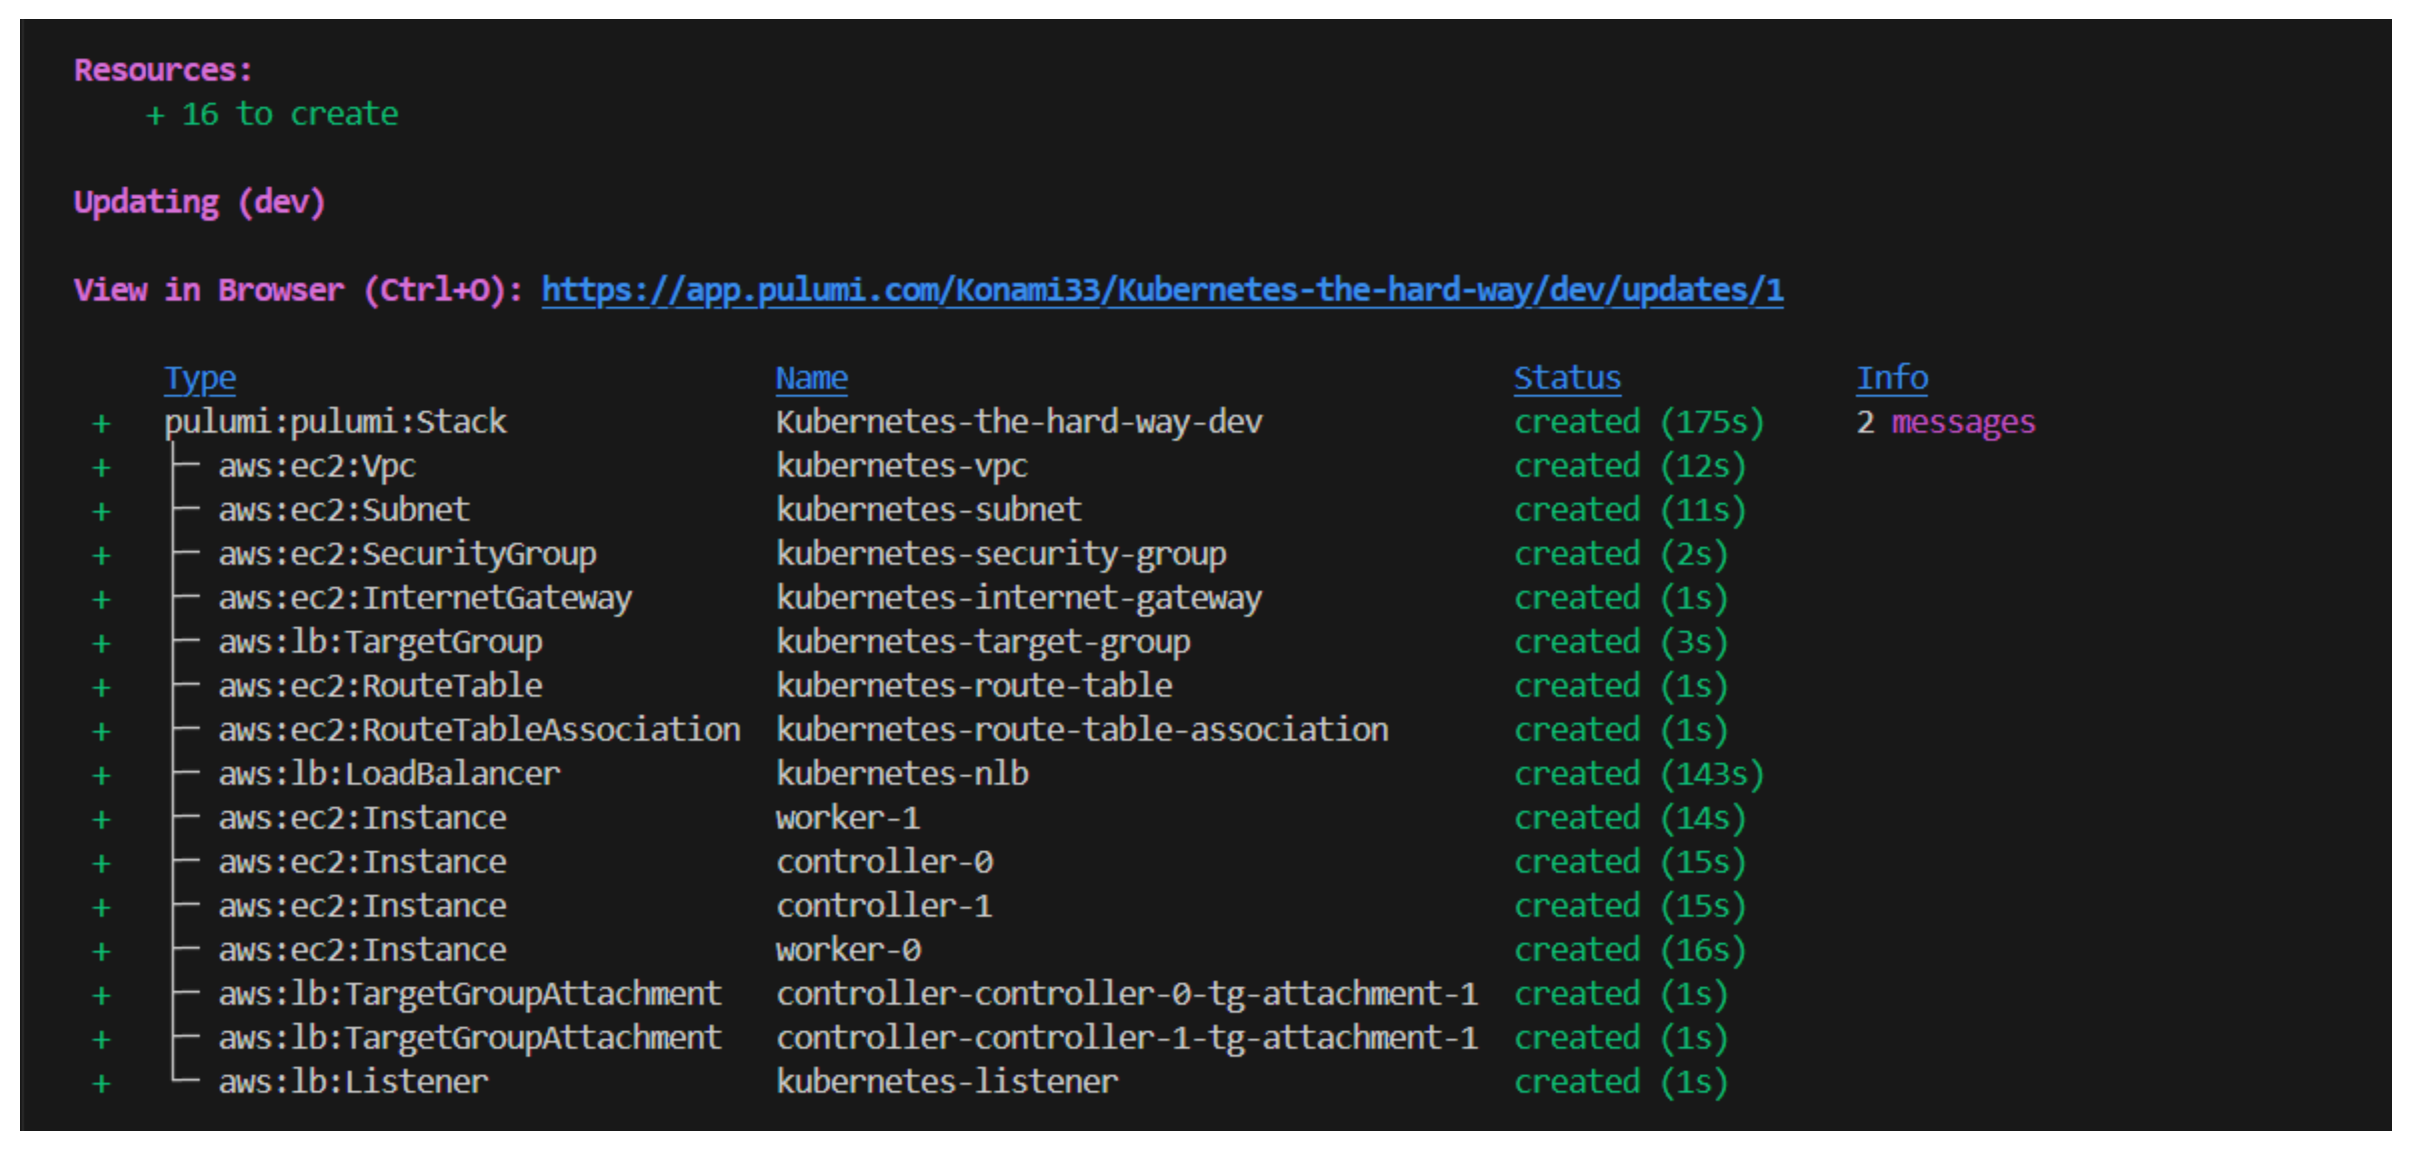 Resources:
+ 16 to create
Updating (dev)
View in Browser (Ctrl+O): https://app.pulumi.com/Konami33/Kubernetes-the-hard-way/dev/updates/1
Type Name Status Info
+ pulumi:pulumi:Stack Kubernetes-the-hard-way-dev created (175s) 2 messages
+ ├─ aws:ec2:Vpc kubernetes-vpc created (12s)
+ ├─ aws:ec2:Subnet kubernetes-subnet created (11s)
+ ├─ aws:ec2:SecurityGroup kubernetes-security-group created (2s)
+ ├─ aws:ec2:InternetGateway kubernetes-internet-gateway created (1s)
+ ├─ aws:lb:TargetGroup kubernetes-target-group created (3s)
+ ├─ aws:ec2:RouteTable kubernetes-route-table created (1s)
+ ├─ aws:ec2:RouteTableAssociation kubernetes-route-table-association created (1s)
+ ├─ aws:lb:LoadBalancer kubernetes-nlb created (143s)
+ ├─ aws:ec2:Instance worker-1 created (14s)
+ ├─ aws:ec2:Instance controller-0 created (15s)
+ ├─ aws:ec2:Instance controller-1 created (15s)
+ ├─ aws:ec2:Instance worker-0 created (16s)
+ ├─ aws:lb:TargetGroupAttachment controller-controller-0-tg-attachment-1 created (1s)
+ ├─ aws:lb:TargetGroupAttachment controller-controller-1-tg-attachment-1 created (1s)
+ └─ aws:lb:Listener kubernetes-listener created (1s)